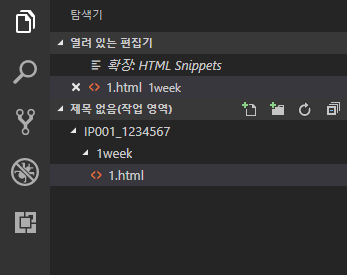 탐색기
열려 있는 편집기
확장: HTML Snippets
1.html 1week
제목 없음(작업 영역)
IP001_1234567
1week
1.html